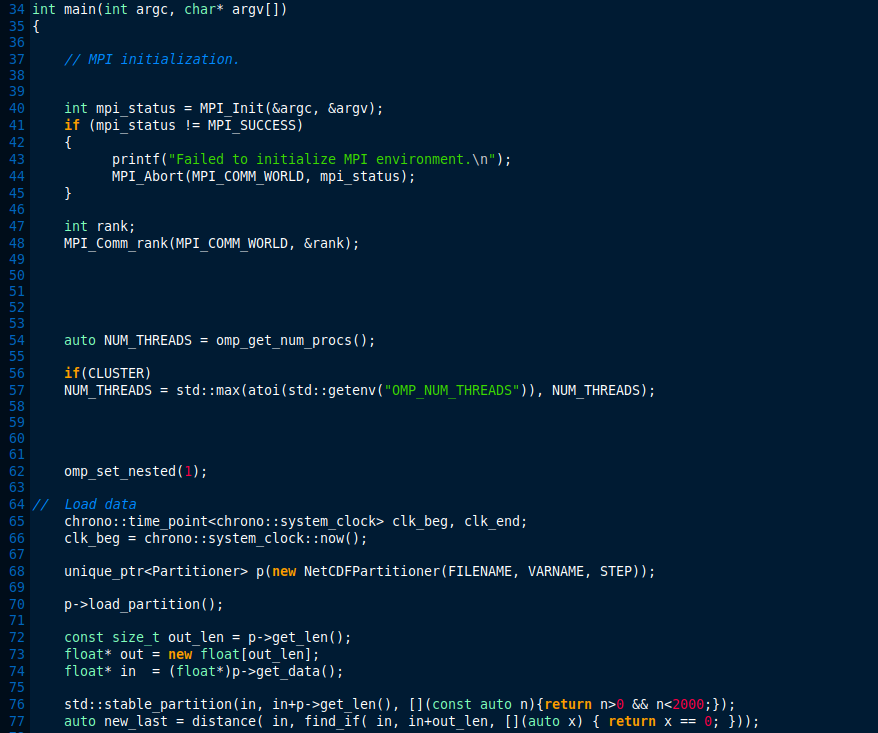 34 int main(int argc, char* argv[])
35 {
36
37     // MPI initialization.
38
39
40     int mpi_status = MPI_Init(&argc, &argv);
41     if (mpi_status != MPI_SUCCESS)
42     {
43           printf("Failed to initialize MPI environment.\n");
44           MPI_Abort(MPI_COMM_WORLD, mpi_status);
45     }
46
47     int rank;
48     MPI_Comm_rank(MPI_COMM_WORLD, &rank);
49
50
51
52
53
54     auto NUM_THREADS = omp_get_num_procs();
55
56     if(CLUSTER)
57     NUM_THREADS = std::max(atoi(std::getenv("OMP_NUM_THREADS")), NUM_THREADS);
58
59
60
61
62     omp_set_nested(1);
63
64 //  Load data
65     chrono::time_point<chrono::system_clock> clk_beg, clk_end;
66     clk_beg = chrono::system_clock::now();
67
68     unique_ptr<Partitioner> p(new NetCDFPartitioner(FILENAME, VARNAME, STEP));
69
70     p->load_partition();
71
72     const size_t out_len = p->get_len();
73     float* out = new float[out_len];
74     float* in  = (float*)p->get_data();
75
76     std::stable_partition(in, in+p->get_len(), [](const auto n){return n>0 && n<2000;});
77     auto new_last = distance( in, find_if( in, in+out_len, [](auto x) { return x == 0; }));